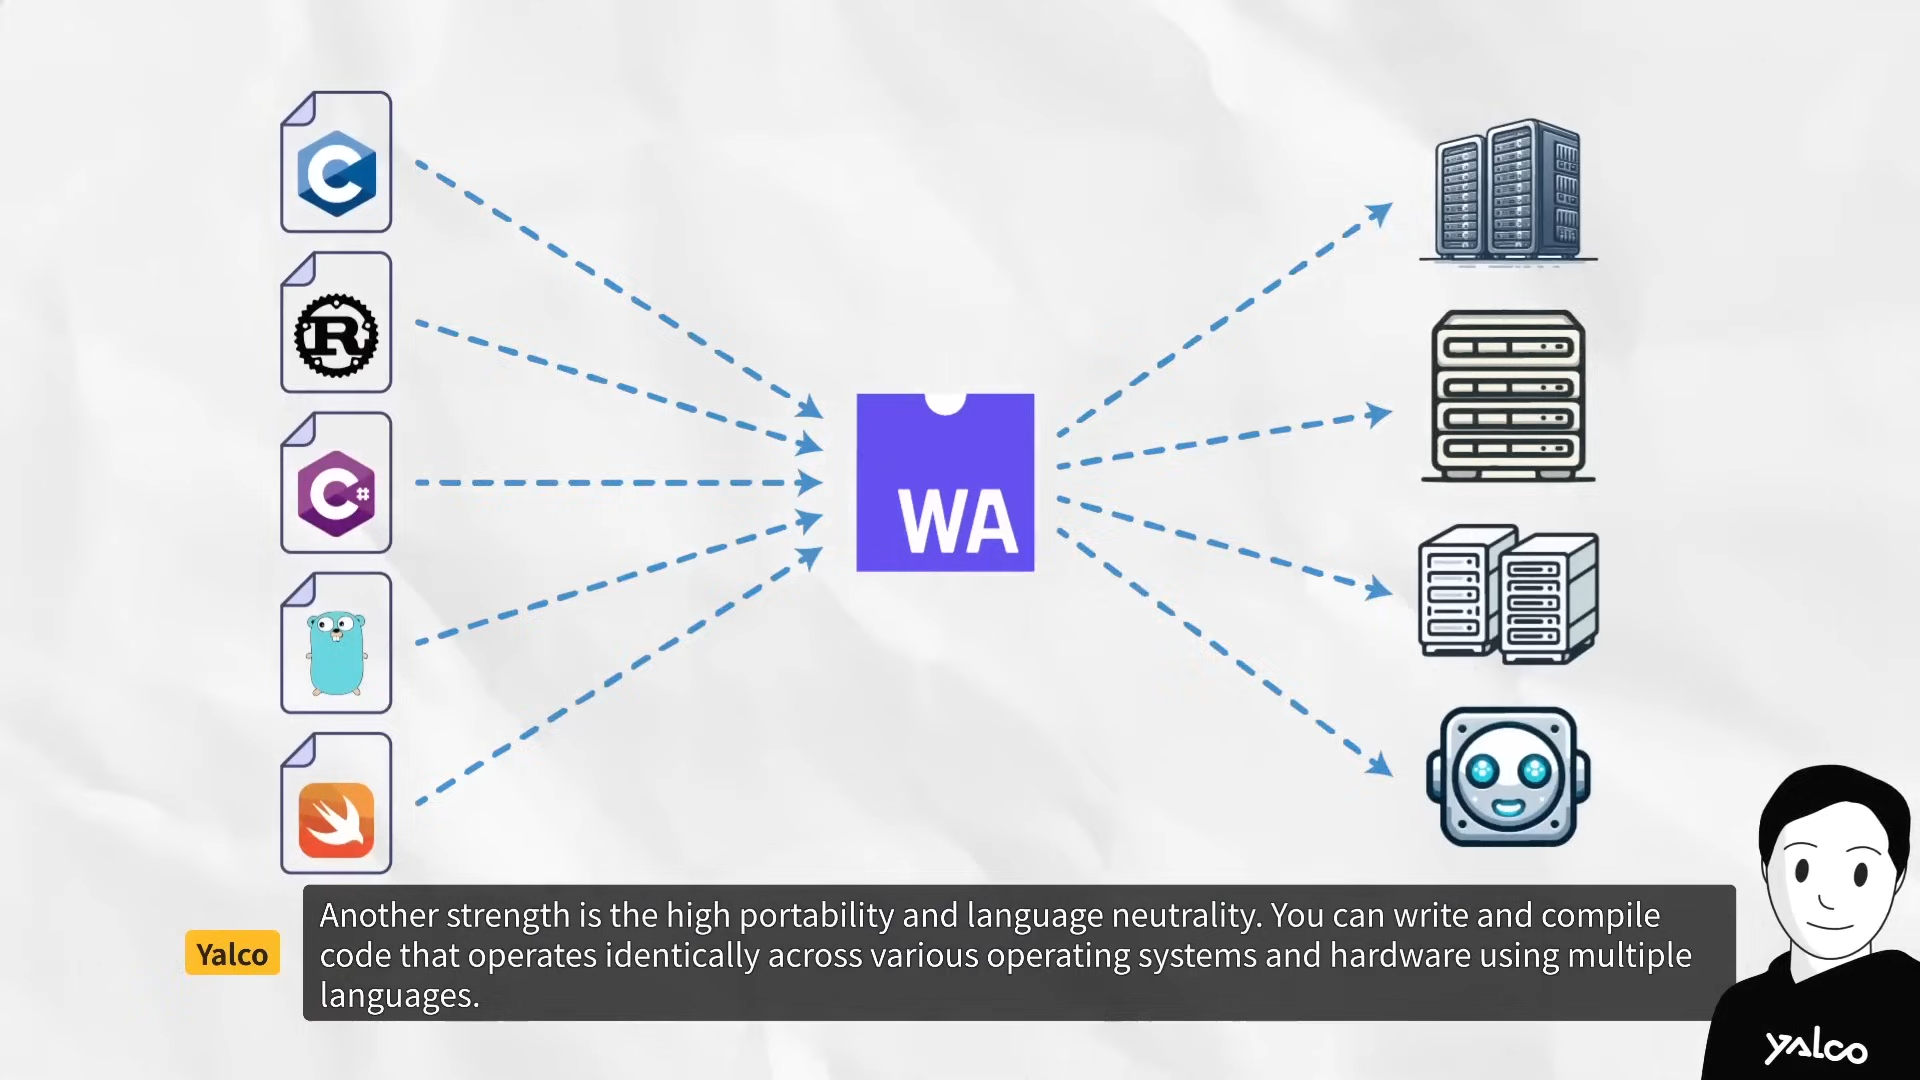 C
R
C#
WA
Yalco
Another strength is the high portability and language neutrality. You can write and compile
code that operates identically across various operating systems and hardware using multiple
languages.
yalco